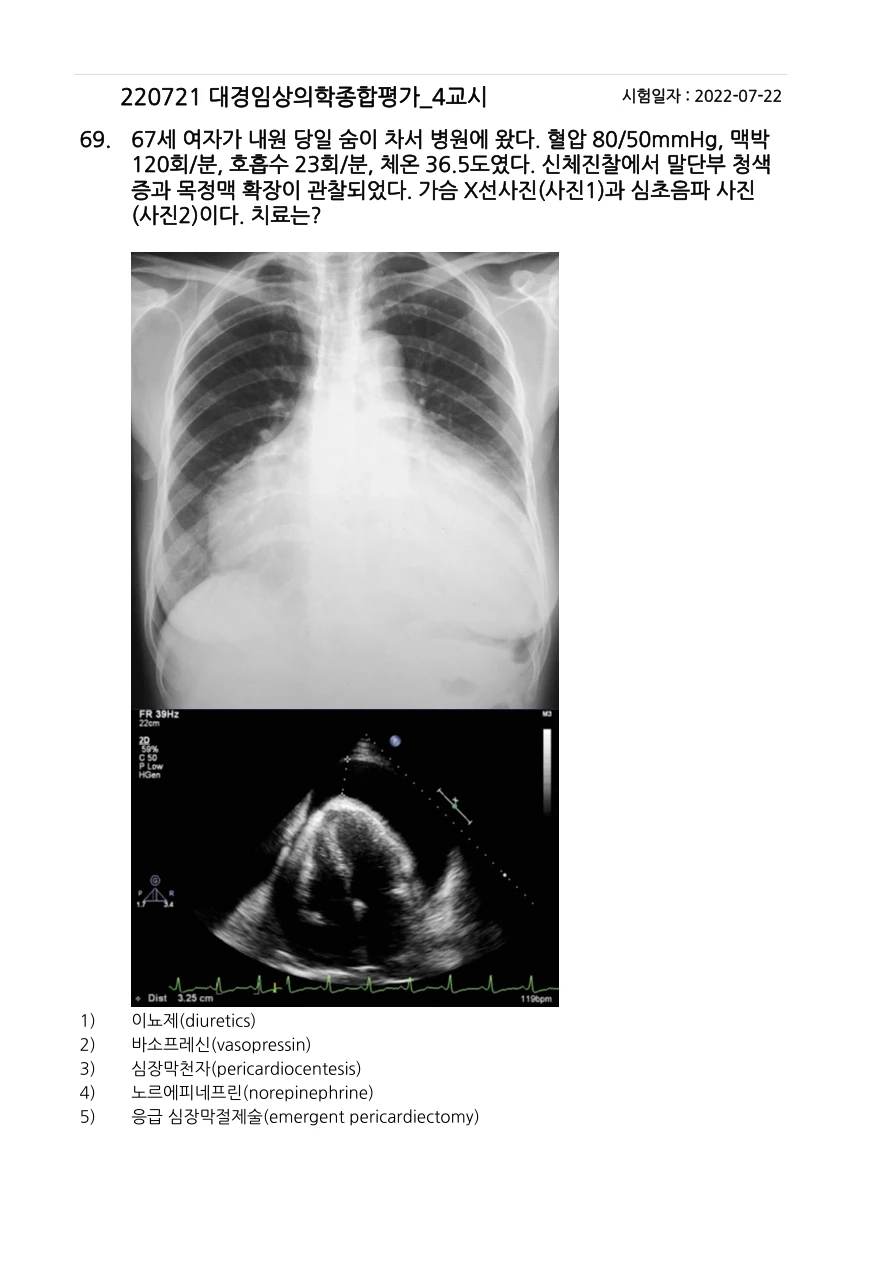 220721 대경임상의학종합평가_4교시
시험일자 : 2022-07-22
69. 67세 여자가 내원 당일 숨이 차서 병원에 왔다. 혈압 80/50mmHg, 맥박
120회/분, 호흡수 23회/분, 체온 36.5도였다. 신체진찰에서 말단부 청색
증과 목정맥 확장이 관찰되었다. 가슴 X선사진(사진1)과 심초음파 사진
(사진2)이다. 치료는?
FR 39Hz
22cm
M3
2D
59%
C 50
P Low
HGen
G
P R
1.7 3.4
Dist 3.25 cm
119bpm
1) 이뇨제(diuretics)
2) 바소프레신(vasopressin)
3) 심장막천자(pericardiocentesis)
4) 노르에피네프린(norepinephrine)
5) 응급 심장막절제술(emergent pericardiectomy)